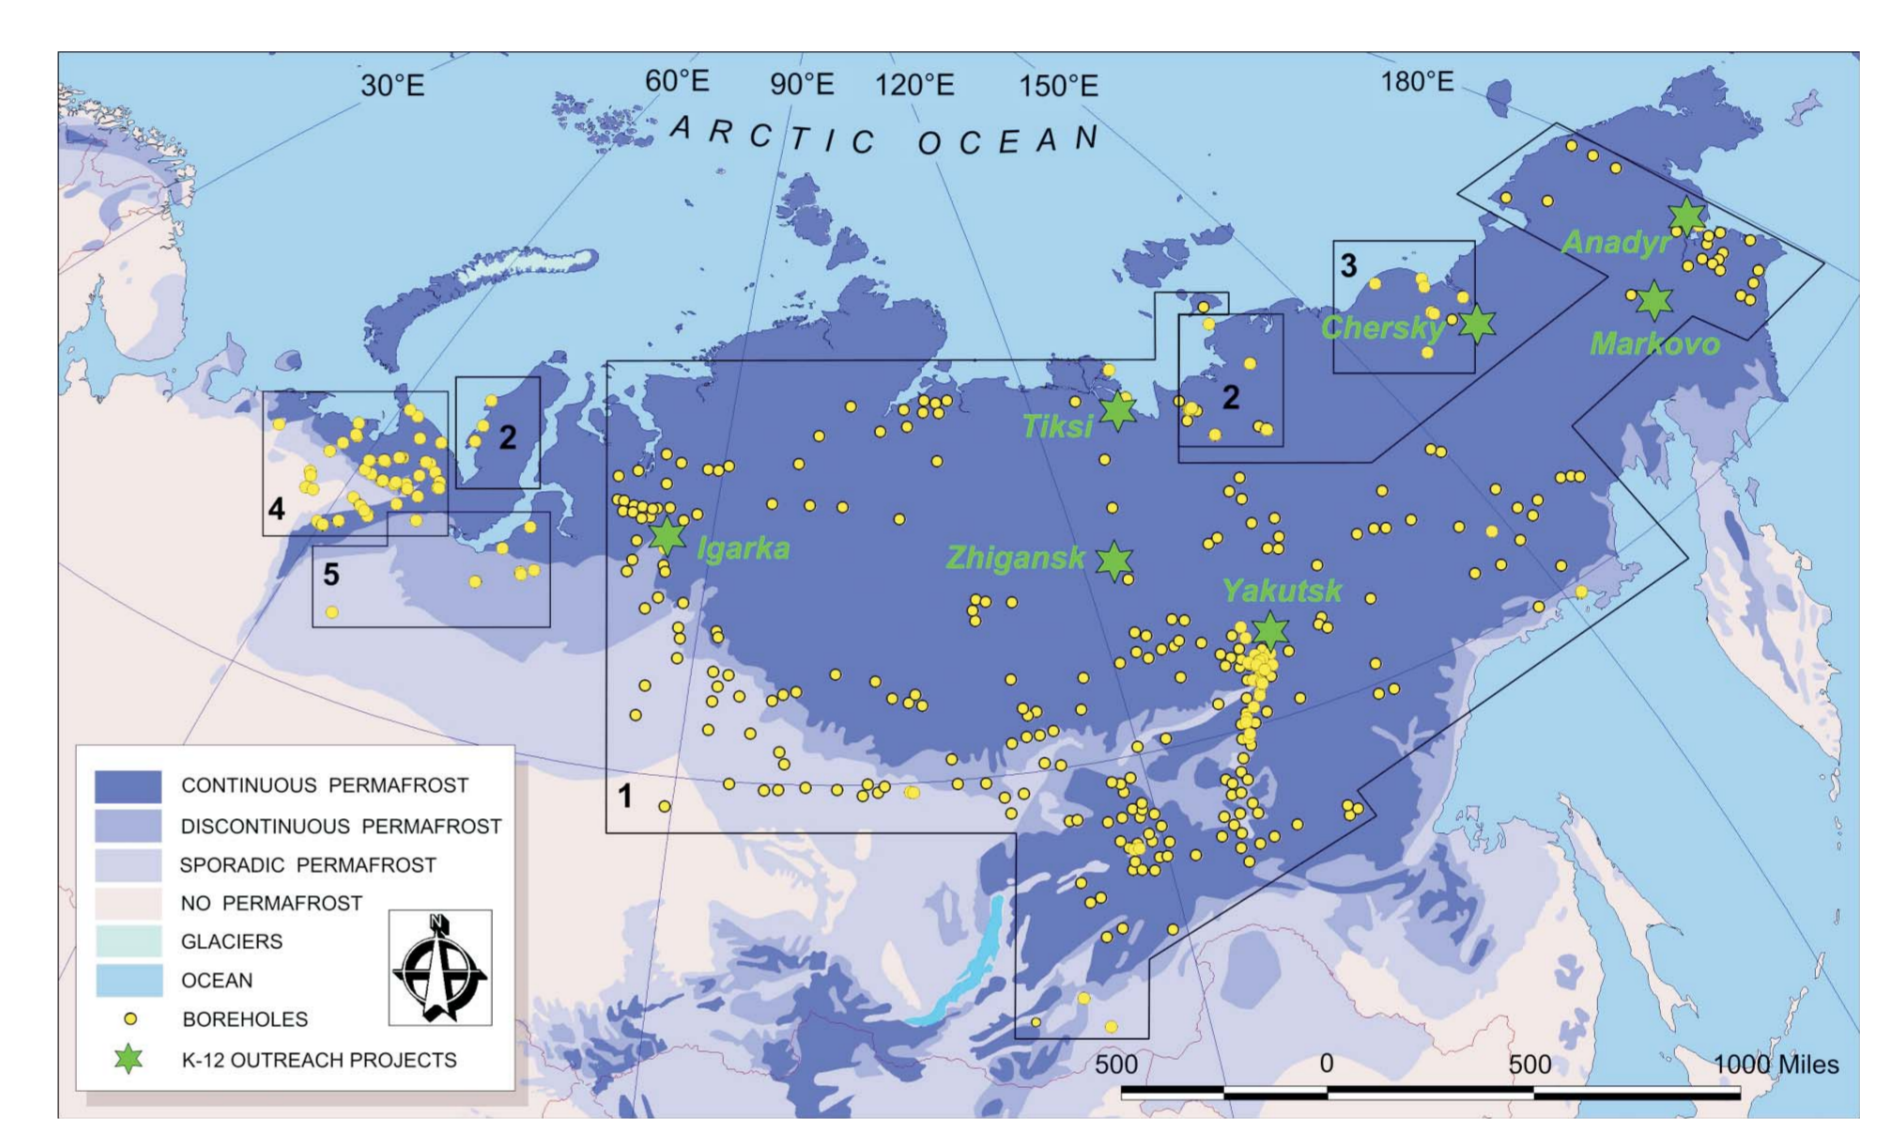 30°E
60°E
90°E
120°E
150°E
180°E
ARCTIC OCEAN
Anadyr
3
Chersky
Markovo
2
Tiksi
2
4
Igarka
Zhigansk
5
Yakutsk
1
CONTINUOUS PERMAFROST
DISCONTINUOUS PERMAFROST
SPORADIC PERMAFROST
NO PERMAFROST
GLACIERS
OCEAN
BOREHOLES
K-12 OUTREACH PROJECTS
N
500 0 500 1000 Miles